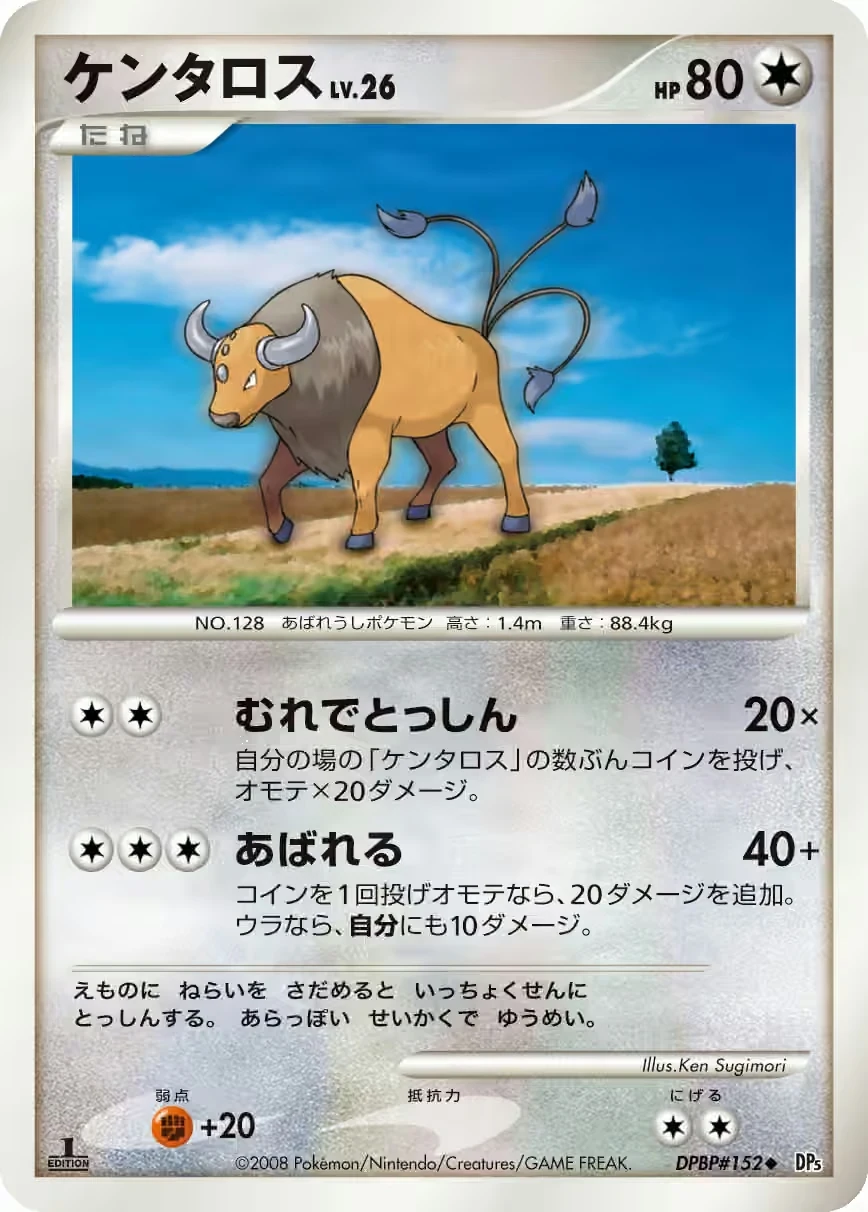 ケンタロス LV.26 HP 80
たね
NO.128 あばれうしポケモン 高さ：1.4m 重さ：88.4kg
むれでとっしん 20×
自分の場の「ケンタロス」の数ぶんコインを投げ、
オモテ×20ダメージ。
あばれる 40+
コインを1回投げオモテなら、20ダメージを追加。
ウラなら、自分にも10ダメージ。
えものに ねらいを さだめると いっちょくせんに
とっしんする。 あらっぽい せいかくで ゆうめい。
Illus.Ken Sugimori
弱点 抵抗力 にげる
+20
1 EDITION ©2008 Pokémon/Nintendo/Creatures/GAME FREAK. DPBP#152◆ DP5